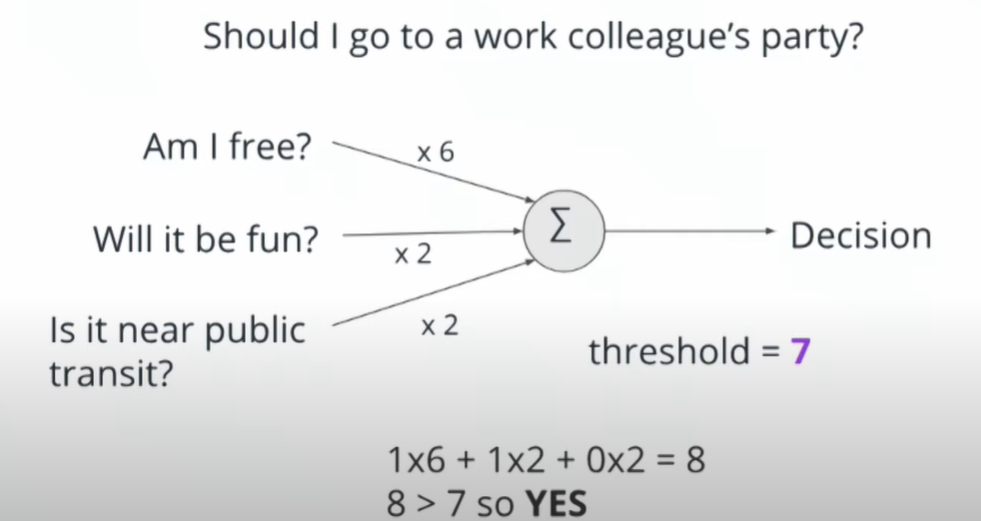 Should I go to a work colleague's party?
Am I free?
x 6
Σ
Will it be fun?
x 2
Decision
Is it near public
transit?
x 2
threshold = 7
1x6 + 1x2 + 0x2 = 8
8 > 7 so YES